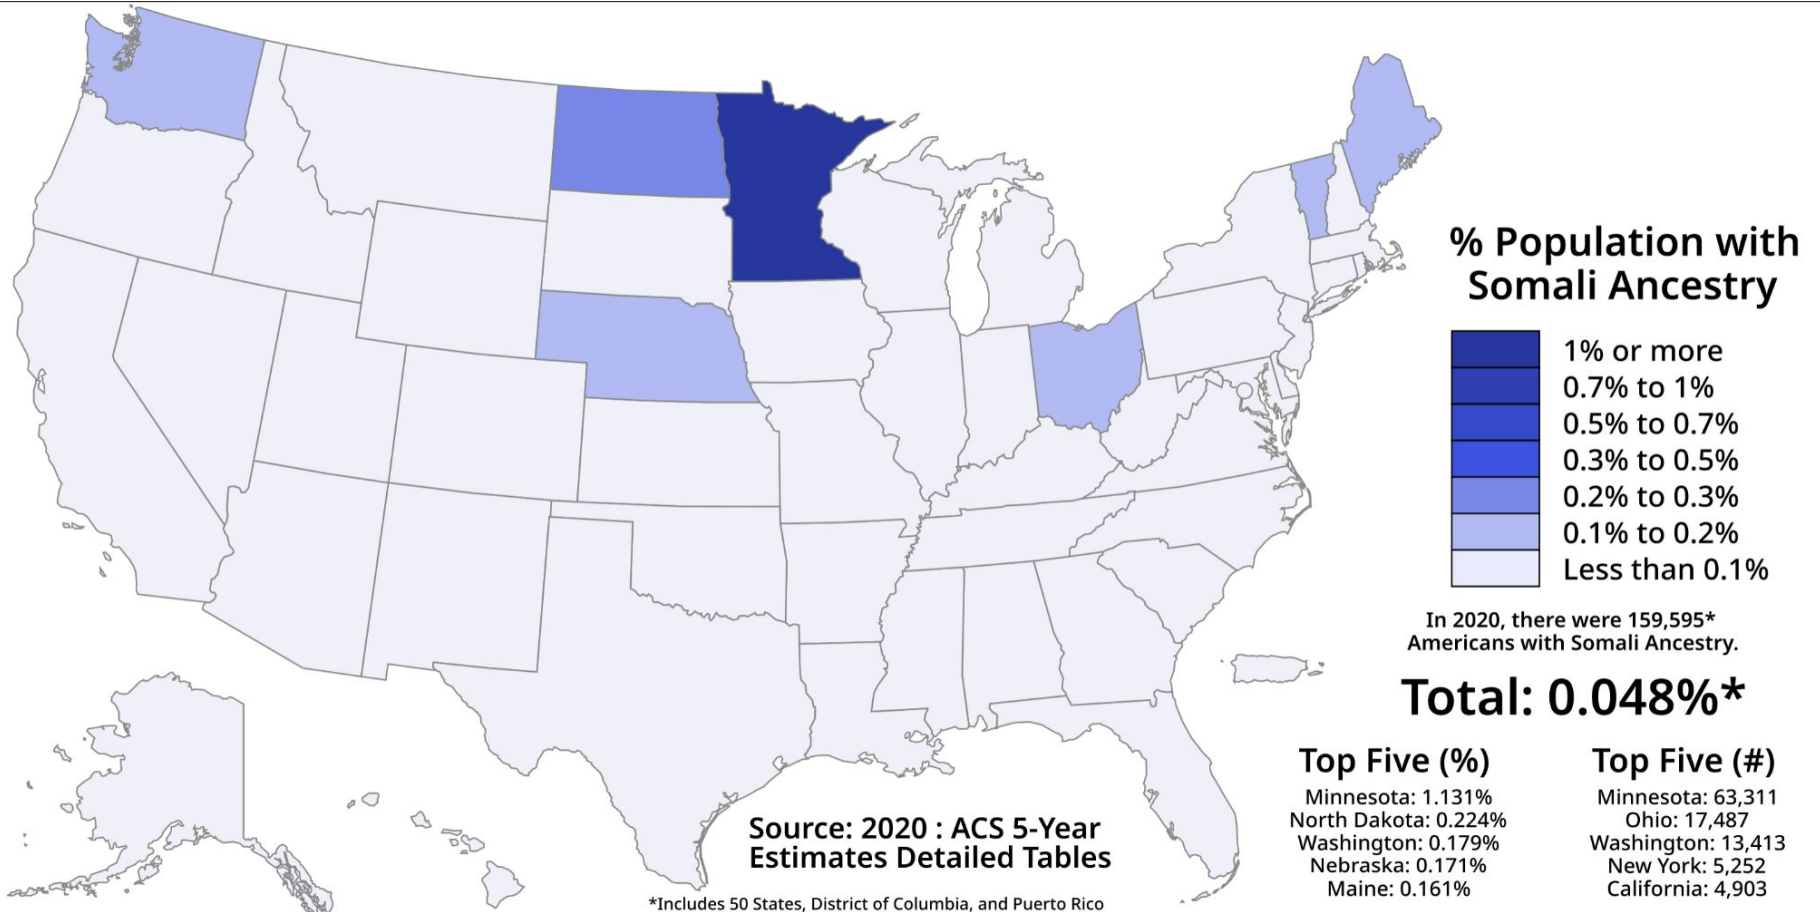 % Population with
Somali Ancestry
1% or more
0.7% to 1%
0.5% to 0.7%
0.3% to 0.5%
0.2% to 0.3%
0.1% to 0.2%
Less than 0.1%
In 2020, there were 159,595*
Americans with Somali Ancestry.
Total: 0.048%*
Top Five (%)
Minnesota: 1.131%
North Dakota: 0.224%
Washington: 0.179%
Nebraska: 0.171%
Maine: 0.161%
Top Five (#)
Minnesota: 63,311
Ohio: 17,487
Washington: 13,413
New York: 5,252
California: 4,903
Source: 2020 : ACS 5-Year
Estimates Detailed Tables
*Includes 50 States, District of Columbia, and Puerto Rico